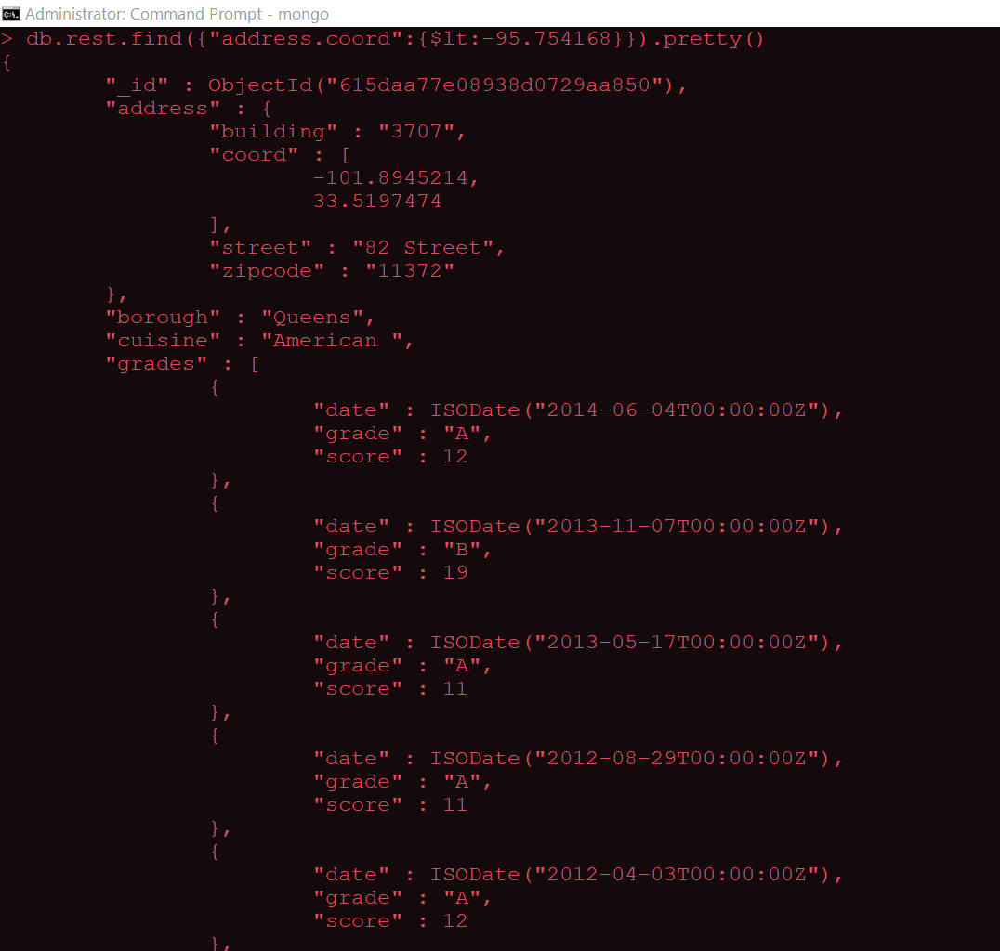 Administrator: Command Prompt - mongo
> db.rest.find({"address.coord":{$lt:-95.754168}}).pretty()
{
"_id" : ObjectId("615daa77e08938d0729aa850"),
"address" : {
"building" : "3707",
"coord" : [
-101.8945214,
33.5197474
],
"street" : "82 Street",
"zipcode" : "11372"
},
"borough" : "Queens",
"cuisine" : "American ",
"grades" : [
{
"date" : ISODate("2014-06-04T00:00:00Z"),
"grade" : "A",
"score" : 12
},
{
"date" : ISODate("2013-11-07T00:00:00Z"),
"grade" : "B",
"score" : 19
},
{
"date" : ISODate("2013-05-17T00:00:00Z"),
"grade" : "A",
"score" : 11
},
{
"date" : ISODate("2012-08-29T00:00:00Z"),
"grade" : "A",
"score" : 11
},
{
"date" : ISODate("2012-04-03T00:00:00Z"),
"grade" : "A",
"score" : 12
},